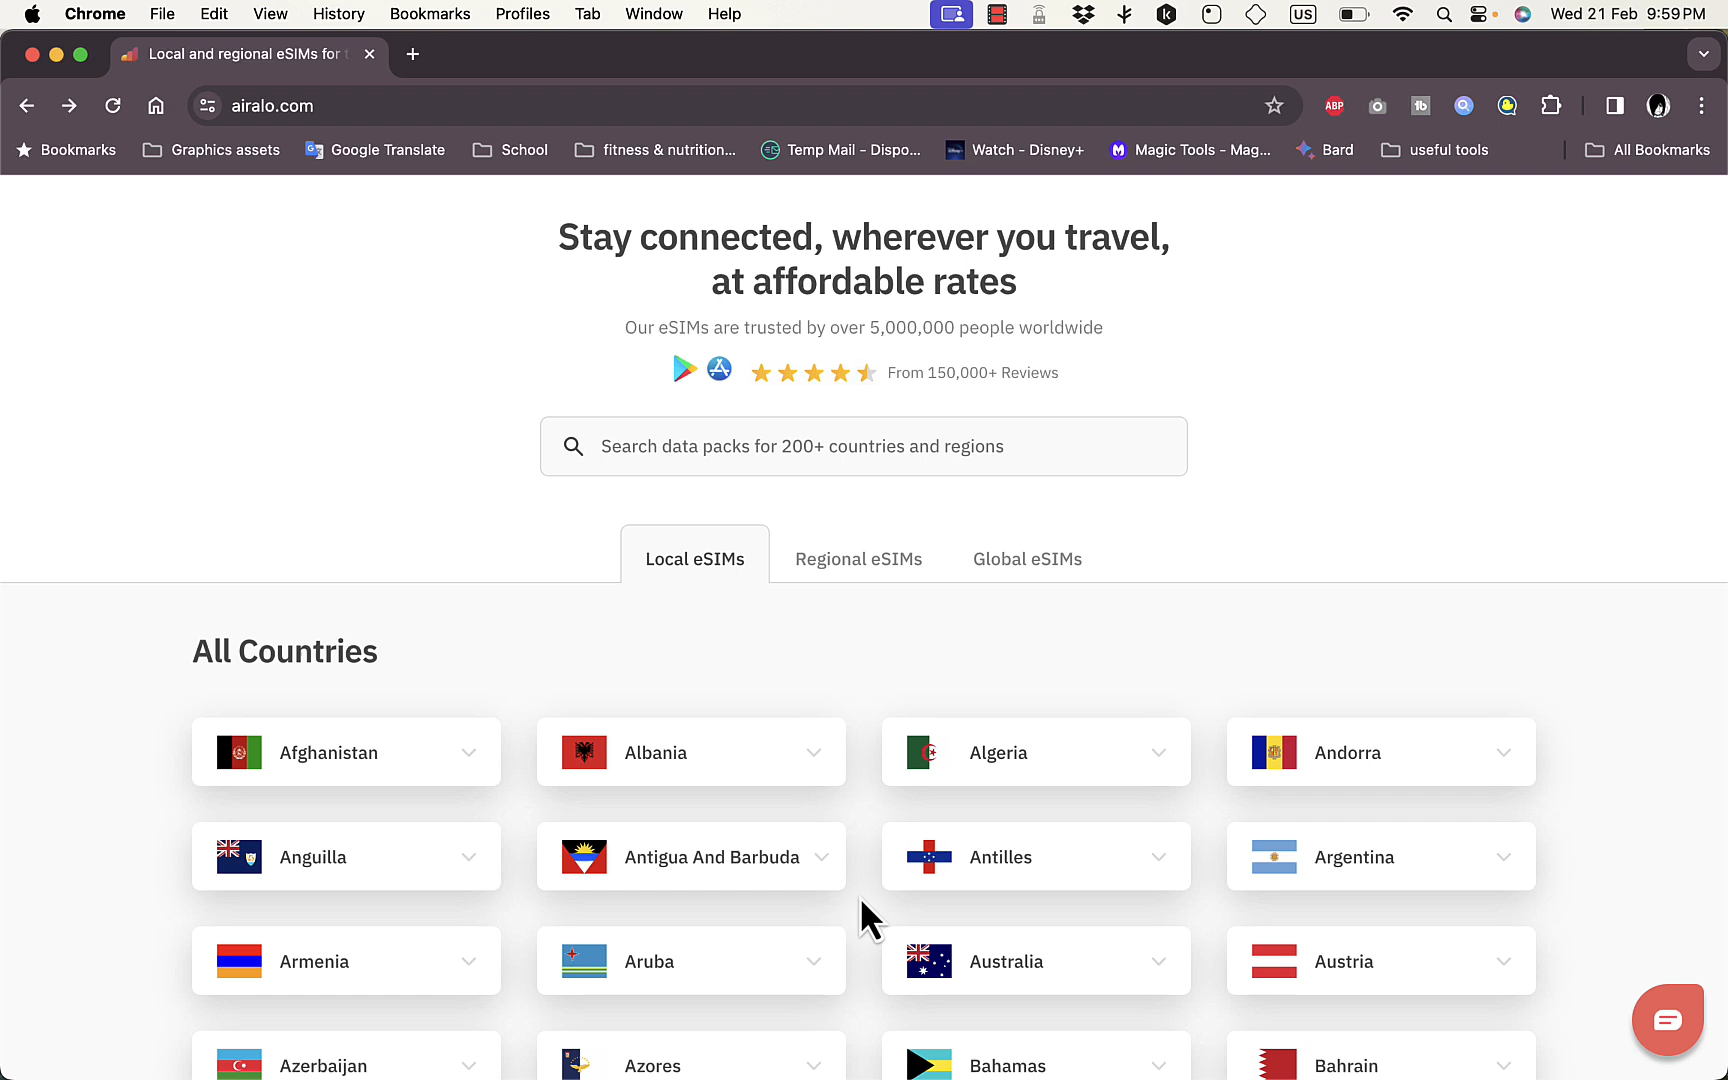 Chrome File Edit View History Bookmarks Profiles Tab Window Help US Wed 21 Feb 9:59 PM
Local and regional eSIMs for t
airalo.com ABP tb
Bookmarks Graphics assets Google Translate School fitness & nutrition... Temp Mail - Dispo... Watch - Disney+ Magic Tools - Mag... Bard useful tools All Bookmarks
Stay connected, wherever you travel,
at affordable rates
Our eSIMs are trusted by over 5,000,000 people worldwide
From 150,000+ Reviews
Search data packs for 200+ countries and regions
Local eSIMs Regional eSIMs Global eSIMs
All Countries
Afghanistan Albania Algeria Andorra
Anguilla Antigua And Barbuda Antilles Argentina
Armenia Aruba Australia Austria
Azerbaijan Azores Bahamas Bahrain